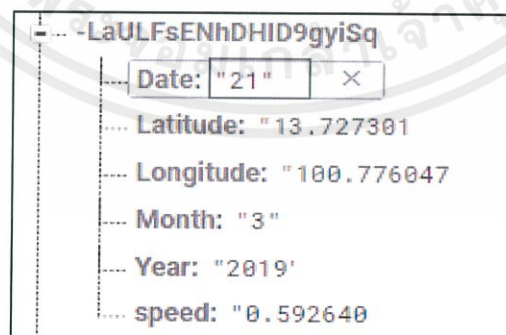 -LaULFsENhDHID9gyiSq
Date: "21" ×
Latitude: "13.727301
Longitude: "100.776047
Month: "3"
Year: "2019'
speed: "0.592640